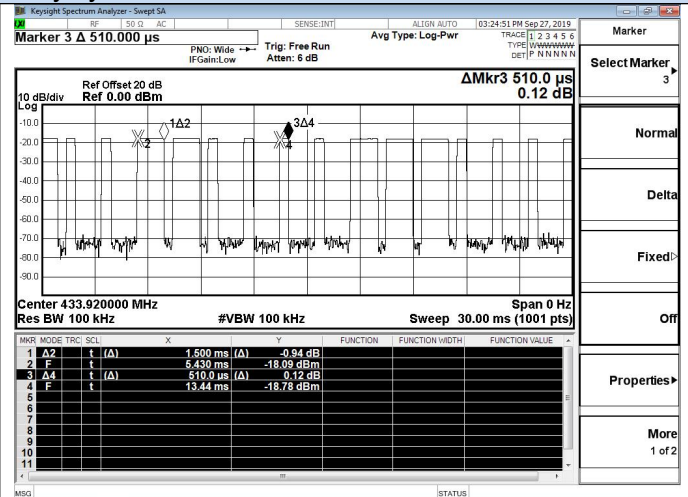 Keysight Spectrum Analyzer - Swept SA
LXI RF 50 Ω AC SENSE:INT ALIGN AUTO 03:24:51 PM Sep 27, 2019
Marker 3 Δ 510.000 µs
PNO: Wide
IFGain:Low
Trig: Free Run
Atten: 6 dB
Avg Type: Log-Pwr
TRACE 1 2 3 4 5 6
TYPE WWWWWW
DET P N N N N N
Ref Offset 20 dB
Ref 0.00 dBm
ΔMkr3 510.0 µs
0.12 dB
10 dB/div
Log
-10.0
-20.0
-30.0
-40.0
-50.0
-60.0
-70.0
-80.0
-90.0
1Δ2
2
3Δ4
4
Center 433.920000 MHz Span 0 Hz
Res BW 100 kHz #VBW 100 kHz Sweep 30.00 ms (1001 pts)
MKR MODE TRC SCL X Y FUNCTION FUNCTION WIDTH FUNCTION VALUE
1 Δ2 t (Δ) 1.500 ms (Δ) -0.94 dB
2 F t 5.430 ms -18.09 dBm
3 Δ4 t (Δ) 510.0 µs (Δ) 0.12 dB
4 F t 13.44 ms -18.78 dBm
5
6
7
8
9
10
11
MSG STATUS
Marker
Select Marker
3
Normal
Delta
Fixed
Off
Properties
More
1 of 2